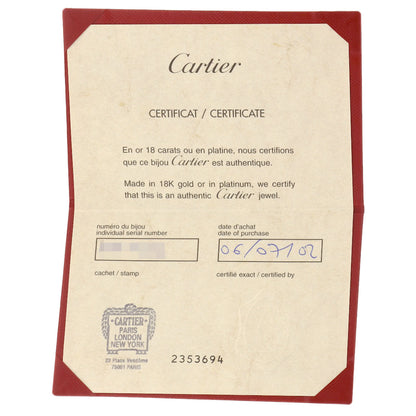 Cartier
CERTIFICAT / CERTIFICATE
En or 18 carats ou en platine, nous certifions
que ce bijou Cartier est authentique.
Made in 18K gold or in platinum, we certify
that this is an authentic Cartier jewel.
numéro du bijou
individual serial number
date d'achat
date of purchase
06/07/02
cachet / stamp
certifié exact / certified by
CARTIER
PARIS
LONDON
NEW YORK
23 Place Vendôme
75001 PARIS
2353694